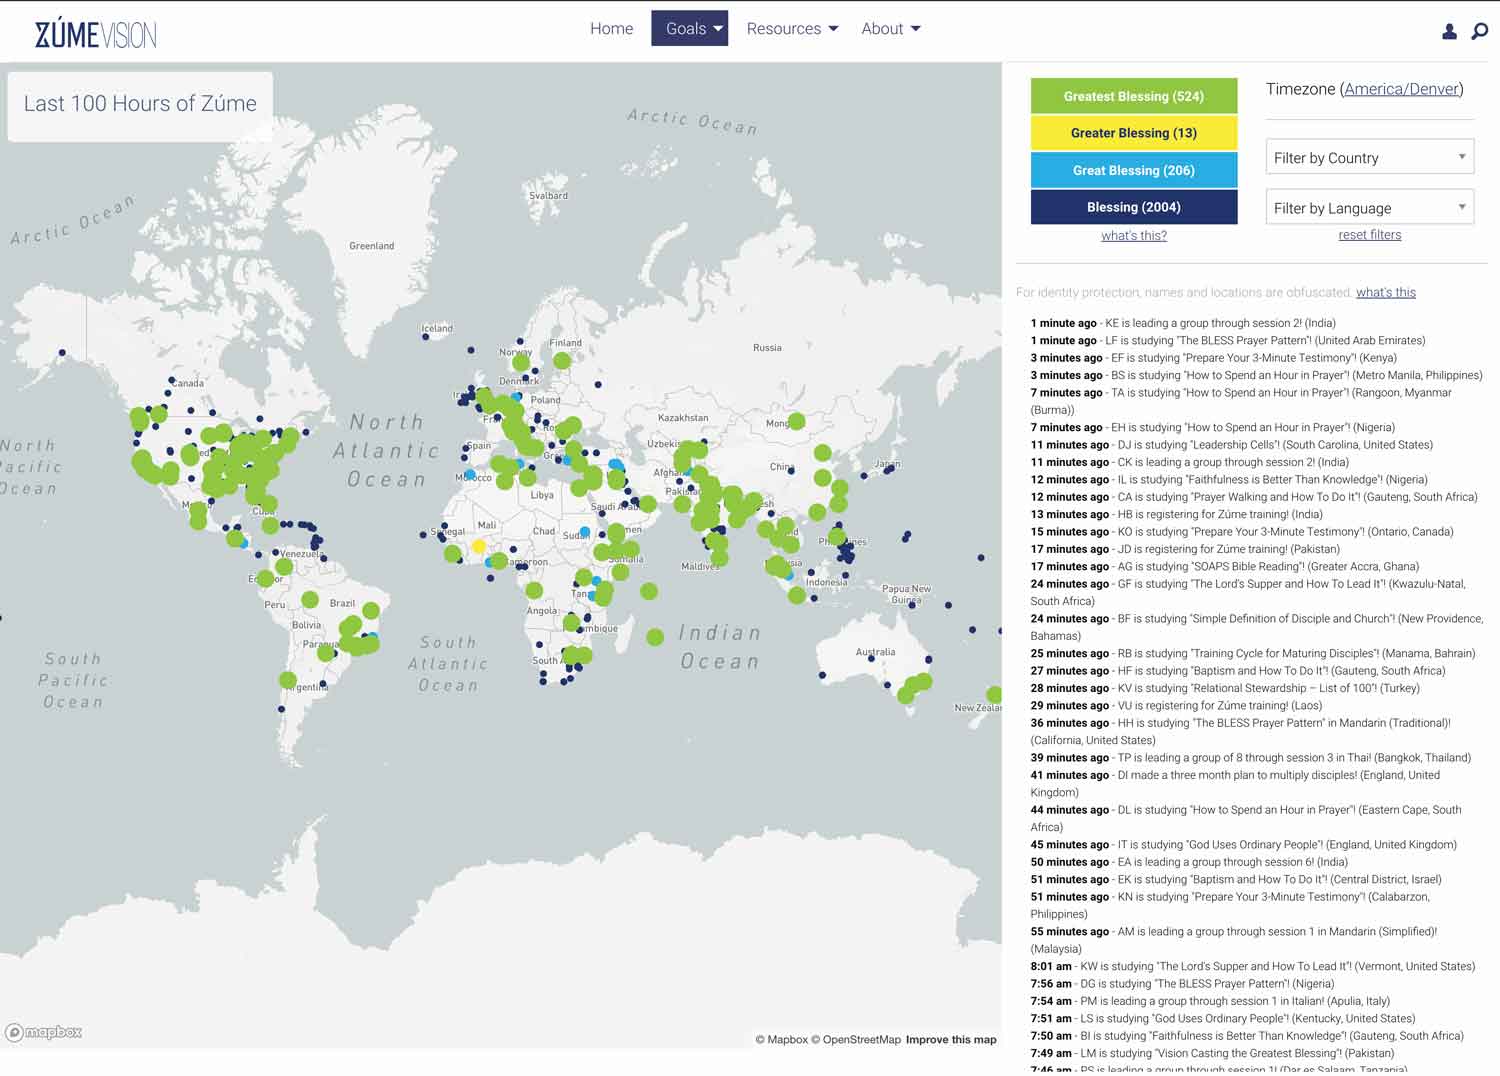 ZÚMEVISION
Home
Goals
Resources
About
Last 100 Hours of Zúme
Arctic Ocean
Arctic Ocean
Svalbard
Greenland
Iceland
Finland
Norway
Russia
Canada
Denmark
Poland
North
Atlantic
Ocean
Kazakhstan
Spain
China
Japan
Libya
Saudi Arab
Mali
Chad
Senegal
Venezuela
Maldives
Indonesia
Papua New
Guinea
Peru
Brazil
Bolivia
Angola
South
Atlantic
Ocean
Indian
Ocean
South
Pacific
Ocean
Australia
New Zeala
mapbox
© Mapbox © OpenStreetMap Improve this map
Greatest Blessing (524)
Greater Blessing (13)
Great Blessing (206)
Blessing (2004)
what's this?
Timezone (America/Denver)
Filter by Country
Filter by Language
reset filters
For identity protection, names and locations are obfuscated. what's this
1 minute ago - KE is leading a group through session 2! (India)
1 minute ago - LF is studying "The BLESS Prayer Pattern"! (United Arab Emirates)
3 minutes ago - EF is studying "Prepare Your 3-Minute Testimony"! (Kenya)
3 minutes ago - BS is studying "How to Spend an Hour in Prayer"! (Metro Manila, Philippines)
7 minutes ago - TA is studying "How to Spend an Hour in Prayer"! (Rangoon, Myanmar
(Burma))
7 minutes ago - EH is studying "How to Spend an Hour in Prayer"! (Nigeria)
11 minutes ago - DJ is studying "Leadership Cells"! (South Carolina, United States)
11 minutes ago - CK is leading a group through session 2! (India)
12 minutes ago - IL is studying "Faithfulness is Better Than Knowledge"! (Nigeria)
12 minutes ago - CA is studying "Prayer Walking and How To Do It"! (Gauteng, South Africa)
13 minutes ago - HB is registering for Zúme training! (India)
15 minutes ago - KO is studying "Prepare Your 3-Minute Testimony"! (Ontario, Canada)
17 minutes ago - JD is registering for Zúme training! (Pakistan)
17 minutes ago - AG is studying "SOAPS Bible Reading"! (Greater Accra, Ghana)
24 minutes ago - GF is studying "The Lord's Supper and How To Lead It"! (Kwazulu-Natal,
South Africa)
24 minutes ago - BF is studying "Simple Definition of Disciple and Church"! (New Providence,
Bahamas)
25 minutes ago - RB is studying "Training Cycle for Maturing Disciples"! (Manama, Bahrain)
27 minutes ago - HF is studying "Baptism and How To Do It"! (Gauteng, South Africa)
28 minutes ago - KV is studying "Relational Stewardship – List of 100"! (Turkey)
29 minutes ago - VU is registering for Zúme training! (Laos)
36 minutes ago - HH is studying "The BLESS Prayer Pattern" in Mandarin (Traditional)!
(California, United States)
39 minutes ago - TP is leading a group of 8 through session 3 in Thai! (Bangkok, Thailand)
41 minutes ago - DI made a three month plan to multiply disciples! (England, United
Kingdom)
44 minutes ago - DL is studying "How to Spend an Hour in Prayer"! (Eastern Cape, South
Africa)
45 minutes ago - IT is studying "God Uses Ordinary People"! (England, United Kingdom)
50 minutes ago - EA is leading a group through session 6! (India)
51 minutes ago - EK is studying "Baptism and How To Do It"! (Central District, Israel)
51 minutes ago - KN is studying "Prepare Your 3-Minute Testimony"! (Calabarzon,
Philippines)
55 minutes ago - AM is leading a group through session 1 in Mandarin (Simplified)!
(Malaysia)
8:01 am - KW is studying "The Lord's Supper and How To Lead It"! (Vermont, United States)
7:56 am - DG is studying "The BLESS Prayer Pattern"! (Nigeria)
7:54 am - PM is leading a group through session 1 in Italian! (Apulia, Italy)
7:51 am - LS is studying "God Uses Ordinary People"! (Kentucky, United States)
7:50 am - BI is studying "Faithfulness is Better Than Knowledge"! (Gauteng, South Africa)
7:49 am - LM is studying "Vision Casting the Greatest Blessing"! (Pakistan)
7:46 am - PS is leading a group through session 1! (Dar es Salaam, Tanzania)